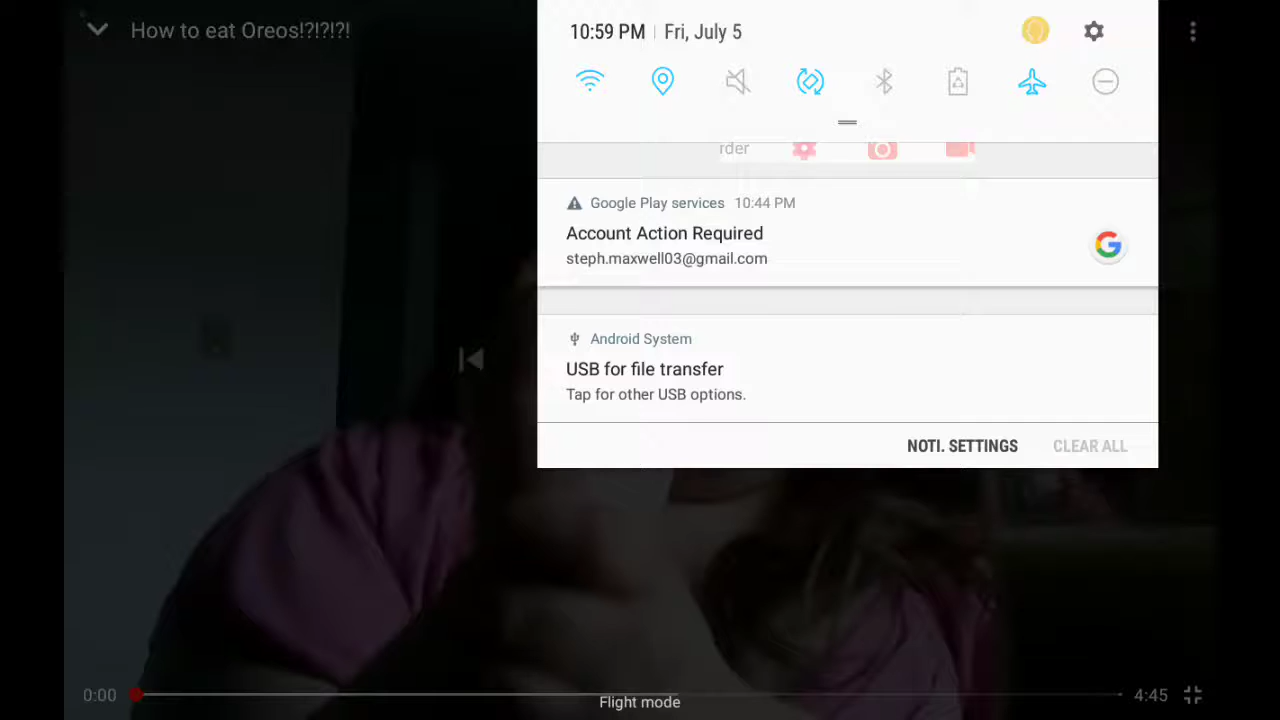 How to eat Oreos!?!?!?!
10:59 PM | Fri, July 5
rder
Google Play services 10:44 PM
Account Action Required
steph.maxwell03@gmail.com
Android System
USB for file transfer
Tap for other USB options.
NOTI. SETTINGS CLEAR ALL
0:00 4:45
Flight mode